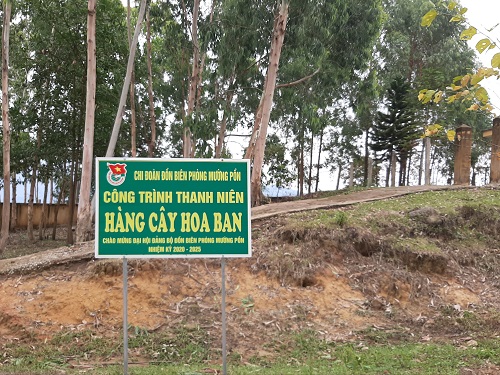 CHI ĐOÀN ĐỒN BIÊN PHÒNG MƯỜNG PỒN
CÔNG TRÌNH THANH NIÊN
HÀNG CÂY HOA BAN
CHÀO MỪNG ĐẠI HỘI ĐẢNG BỘ ĐỒN BIÊN PHÒNG MƯỜNG PỒN
NHIỆM KỲ 2020 - 2025